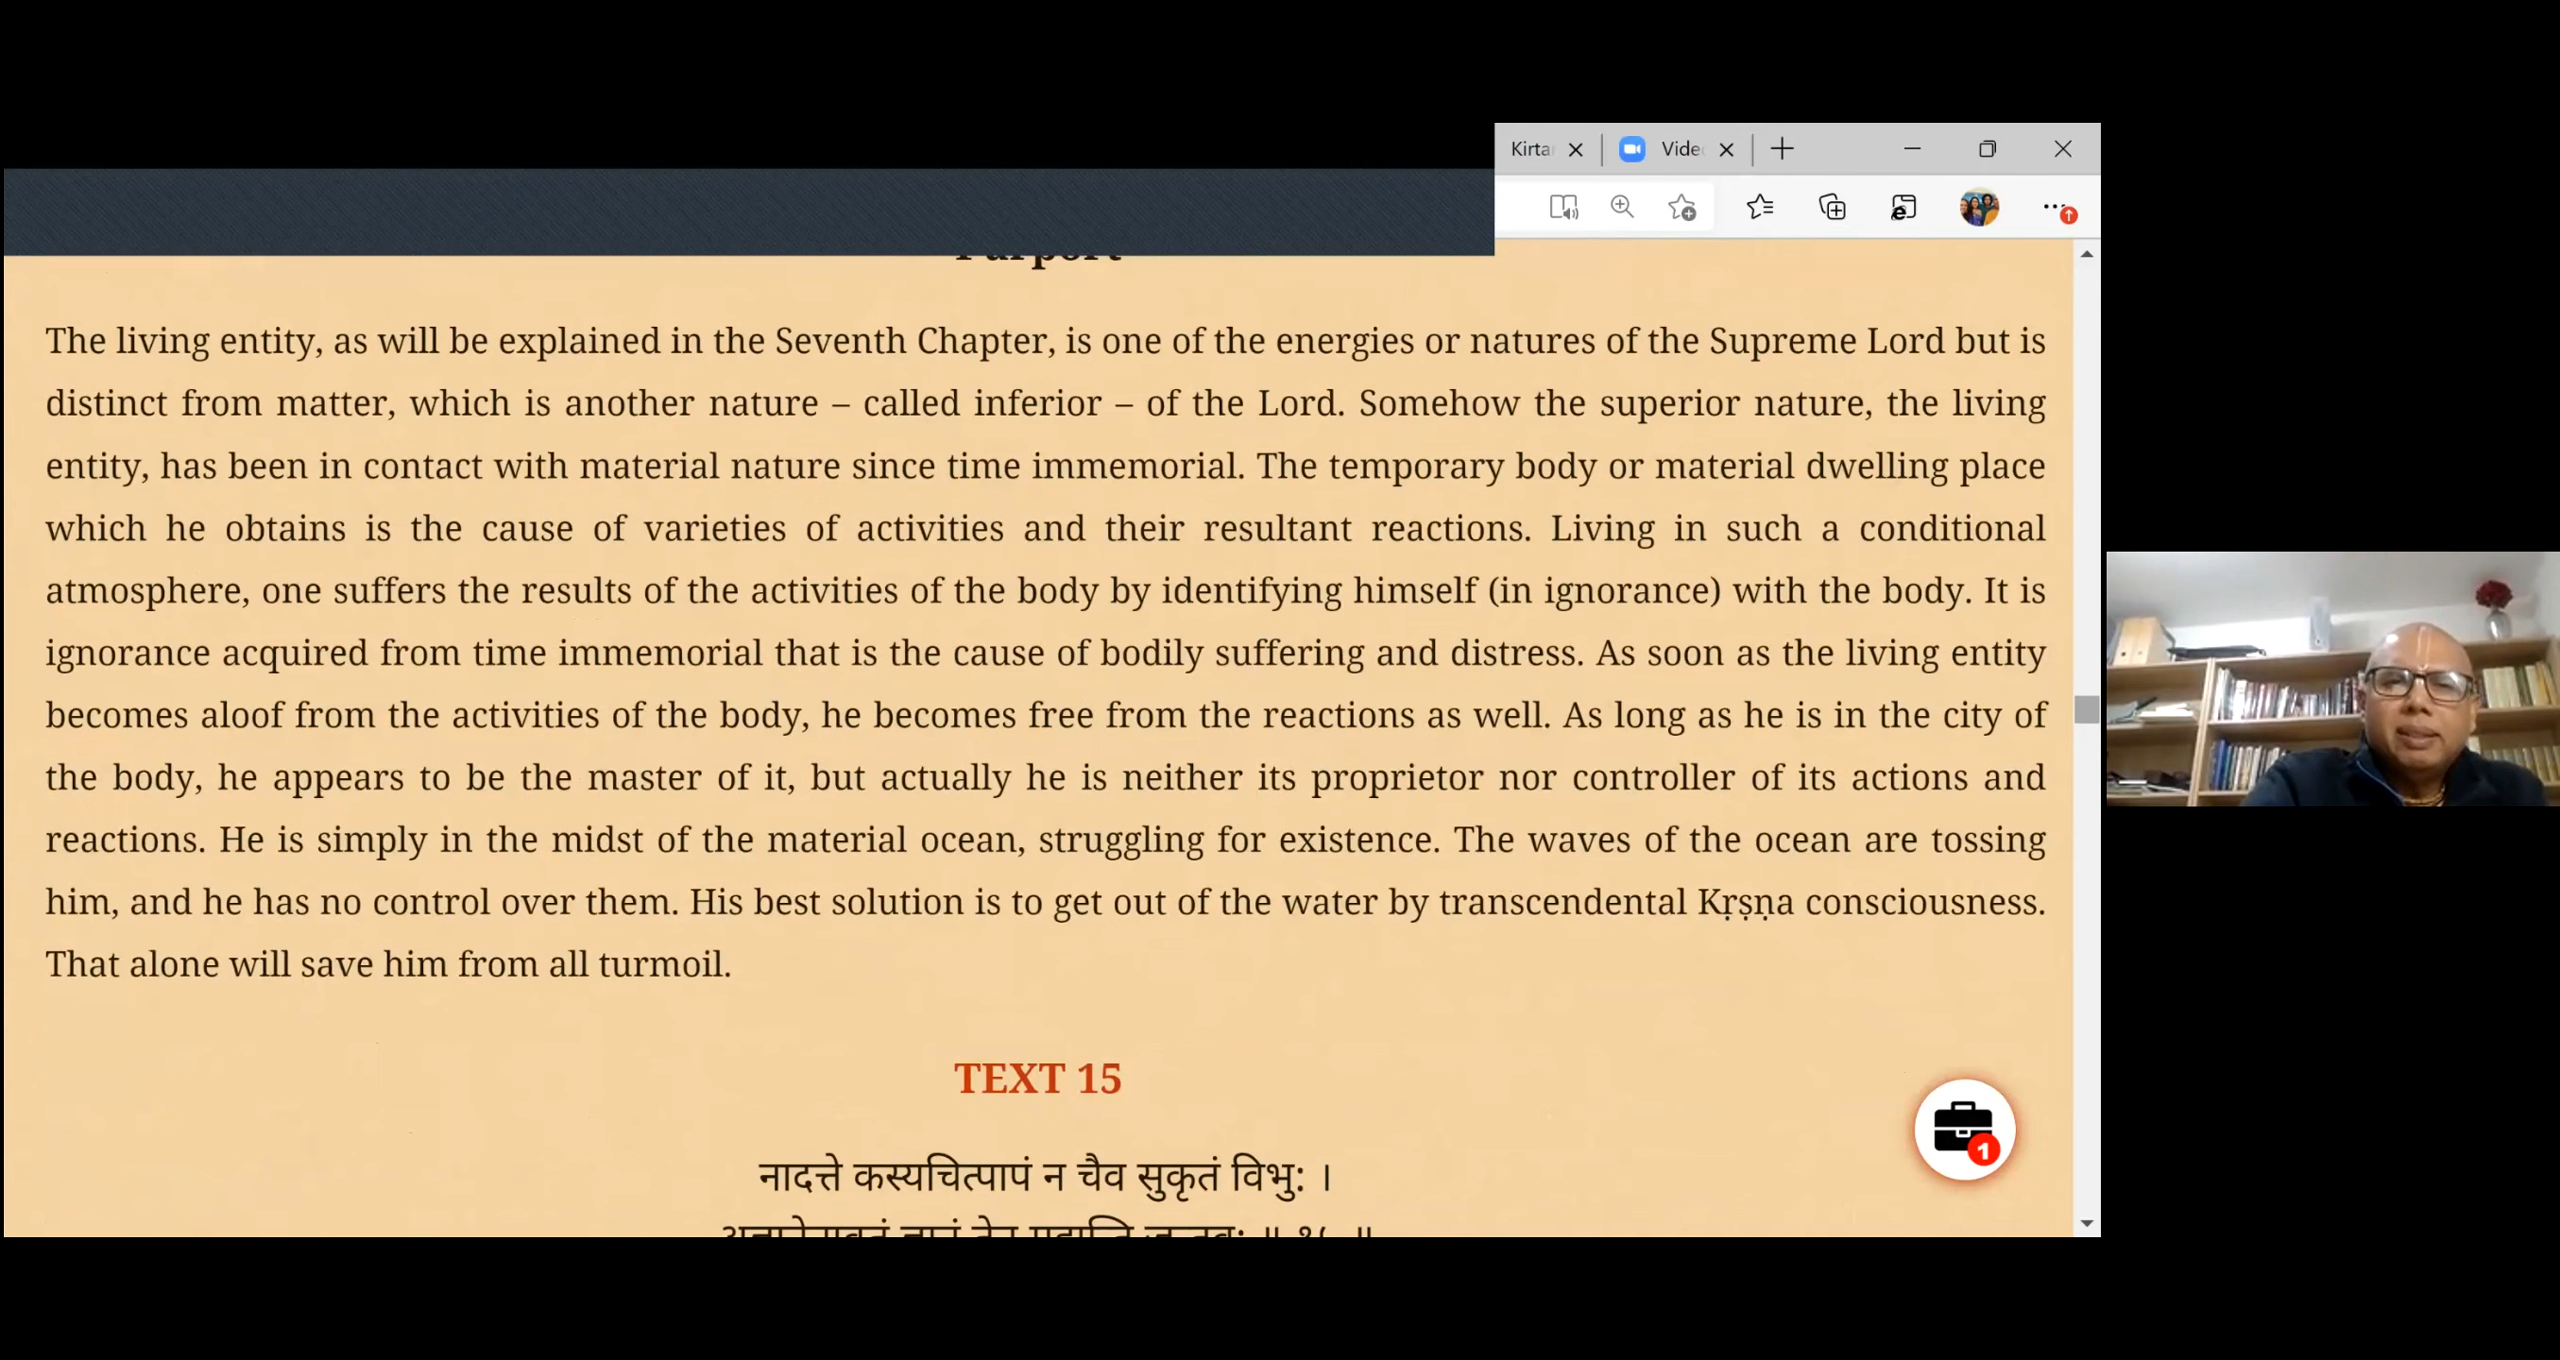 Kirta
Vide
Purport
The living entity, as will be explained in the Seventh Chapter, is one of the energies or natures of the Supreme Lord but is
distinct from matter, which is another nature – called inferior – of the Lord. Somehow the superior nature, the living
entity, has been in contact with material nature since time immemorial. The temporary body or material dwelling place
which he obtains is the cause of varieties of activities and their resultant reactions. Living in such a conditional
atmosphere, one suffers the results of the activities of the body by identifying himself (in ignorance) with the body. It is
ignorance acquired from time immemorial that is the cause of bodily suffering and distress. As soon as the living entity
becomes aloof from the activities of the body, he becomes free from the reactions as well. As long as he is in the city of
the body, he appears to be the master of it, but actually he is neither its proprietor nor controller of its actions and
reactions. He is simply in the midst of the material ocean, struggling for existence. The waves of the ocean are tossing
him, and he has no control over them. His best solution is to get out of the water by transcendental Kṛṣṇa consciousness.
That alone will save him from all turmoil.
TEXT 15
नादत्ते कस्यचित्पापं न चैव सुकृतं विभु: ।
1